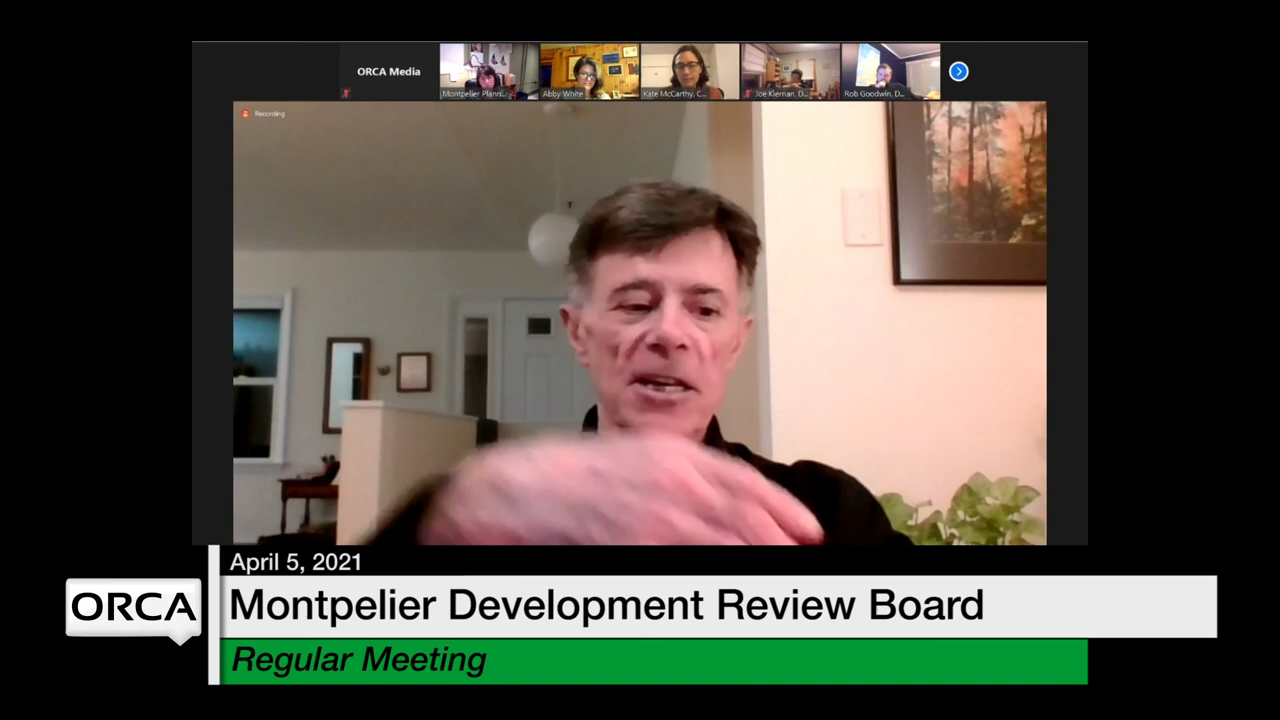 ORCA Media
Montpelier Plann...
Abby White
Kate McCarthy, C...
Joe Kiernan, D...
Rob Goodwin, D...
Recording
April 5, 2021
ORCA
Montpelier Development Review Board
Regular Meeting